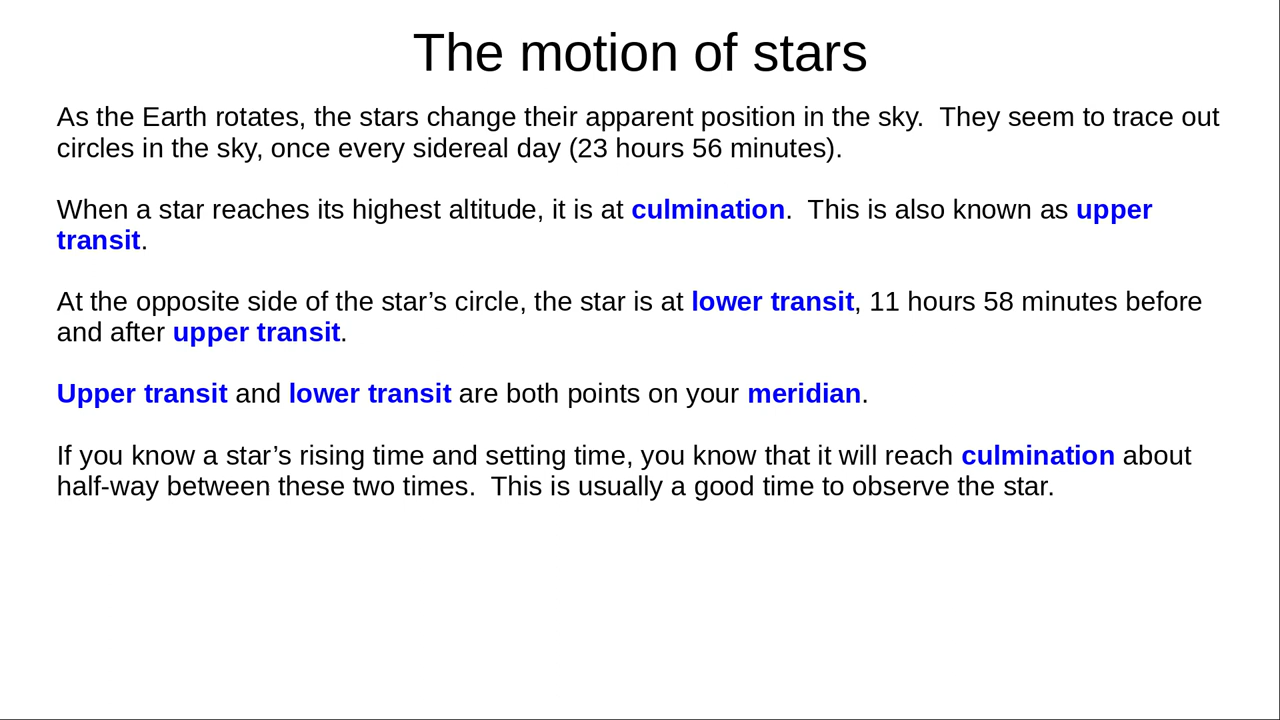 The motion of stars
As the Earth rotates, the stars change their apparent position in the sky.  They seem to trace out
circles in the sky, once every sidereal day (23 hours 56 minutes).
When a star reaches its highest altitude, it is at culmination.  This is also known as upper
transit.
At the opposite side of the star’s circle, the star is at lower transit, 11 hours 58 minutes before
and after upper transit.
Upper transit and lower transit are both points on your meridian.
If you know a star’s rising time and setting time, you know that it will reach culmination about
half-way between these two times.  This is usually a good time to observe the star.